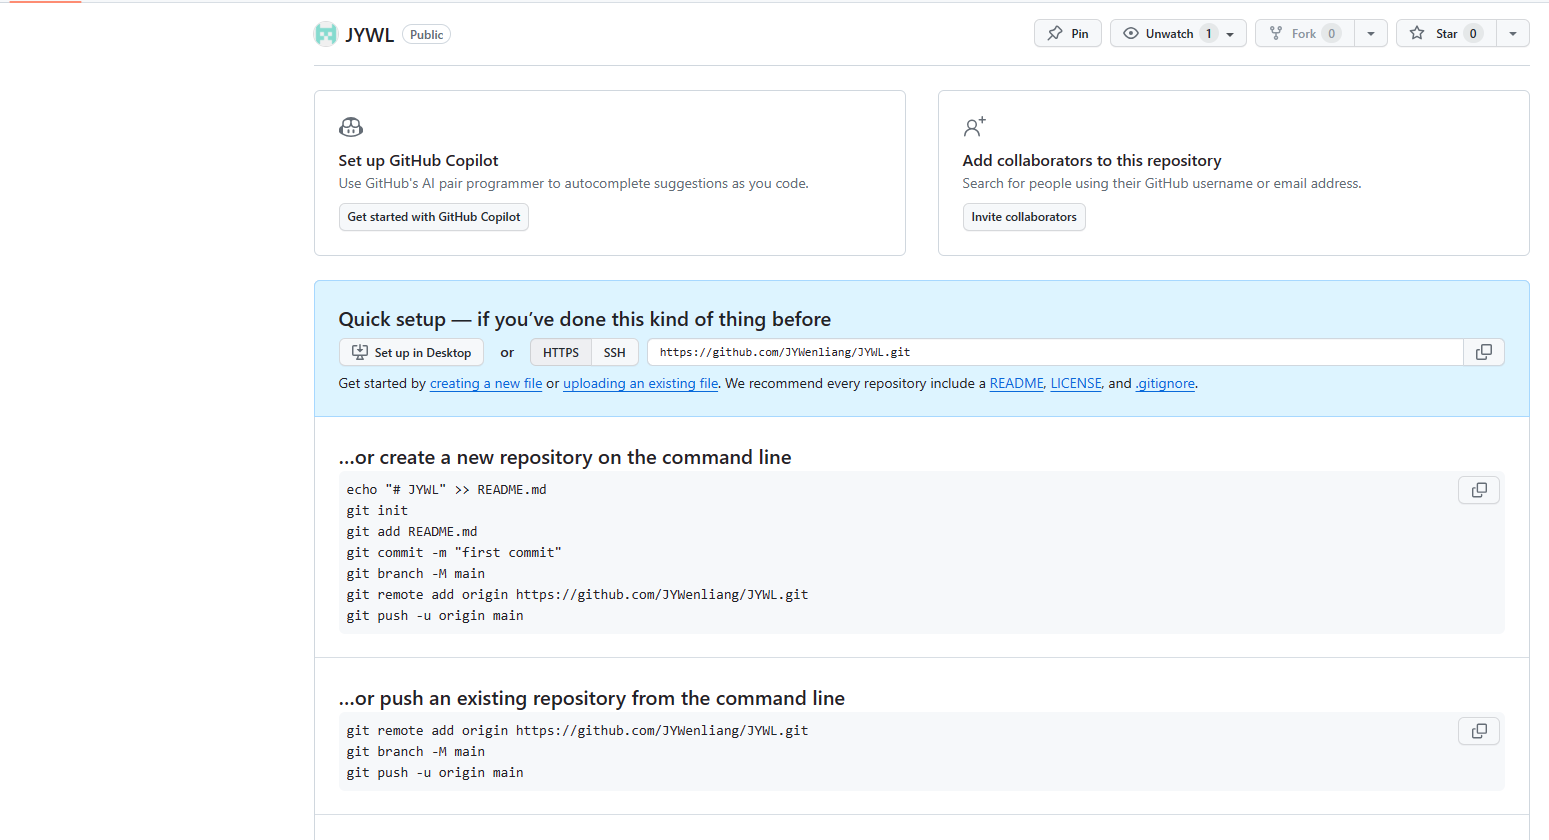 JYWL Public Pin Unwatch 1 Fork 0 Star 0
Set up GitHub Copilot
Use GitHub's AI pair programmer to autocomplete suggestions as you code.
Get started with GitHub Copilot
Add collaborators to this repository
Search for people using their GitHub username or email address.
Invite collaborators
Quick setup — if you’ve done this kind of thing before
Set up in Desktop or HTTPS SSH https://github.com/JYWenliang/JYWL.git
Get started by creating a new file or uploading an existing file. We recommend every repository include a README, LICENSE, and .gitignore.
…or create a new repository on the command line
echo "# JYWL" >> README.md
git init
git add README.md
git commit -m "first commit"
git branch -M main
git remote add origin https://github.com/JYWenliang/JYWL.git
git push -u origin main
…or push an existing repository from the command line
git remote add origin https://github.com/JYWenliang/JYWL.git
git branch -M main
git push -u origin main